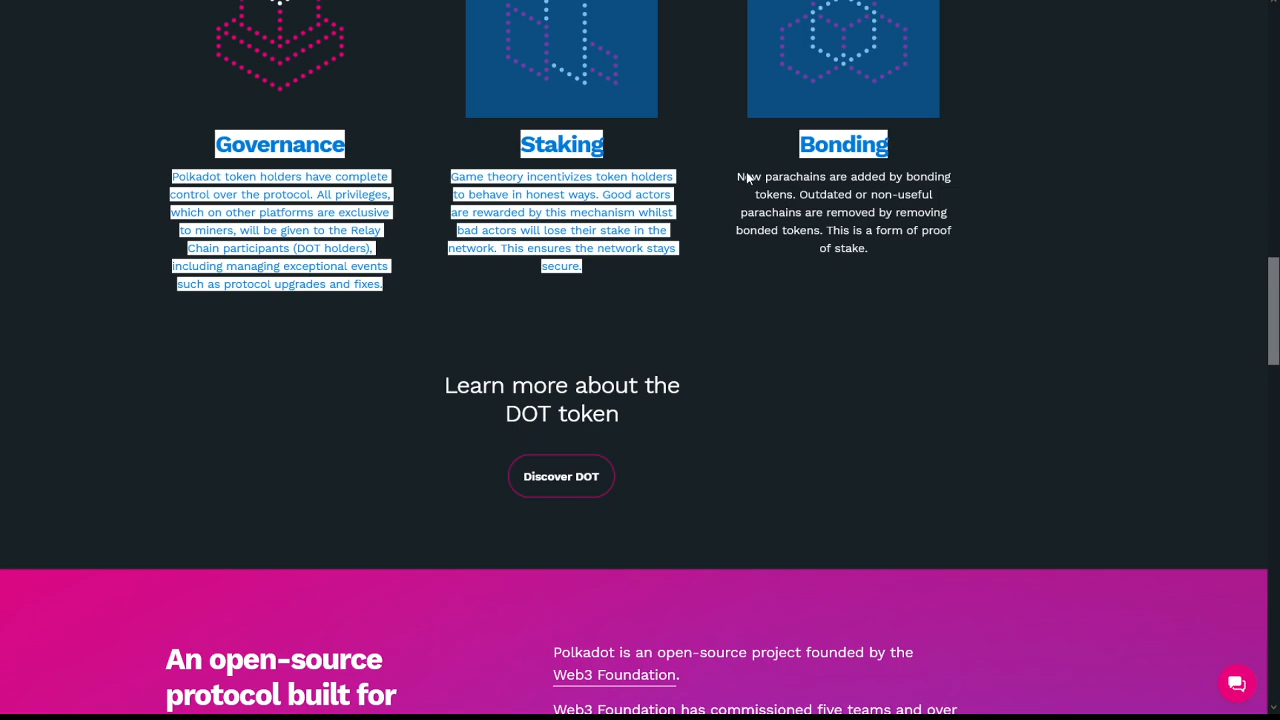 Governance
Polkadot token holders have complete
control over the protocol. All privileges,
which on other platforms are exclusive
to miners, will be given to the Relay
Chain participants (DOT holders),
including managing exceptional events
such as protocol upgrades and fixes.
Staking
Game theory incentivizes token holders
to behave in honest ways. Good actors
are rewarded by this mechanism whilst
bad actors will lose their stake in the
network. This ensures the network stays
secure.
Bonding
New parachains are added by bonding
tokens. Outdated or non-useful
parachains are removed by removing
bonded tokens. This is a form of proof
of stake.
Learn more about the
DOT token
Discover DOT
An open-source
protocol built for
Polkadot is an open-source project founded by the
Web3 Foundation.
Web3 Foundation has commissioned five teams and over